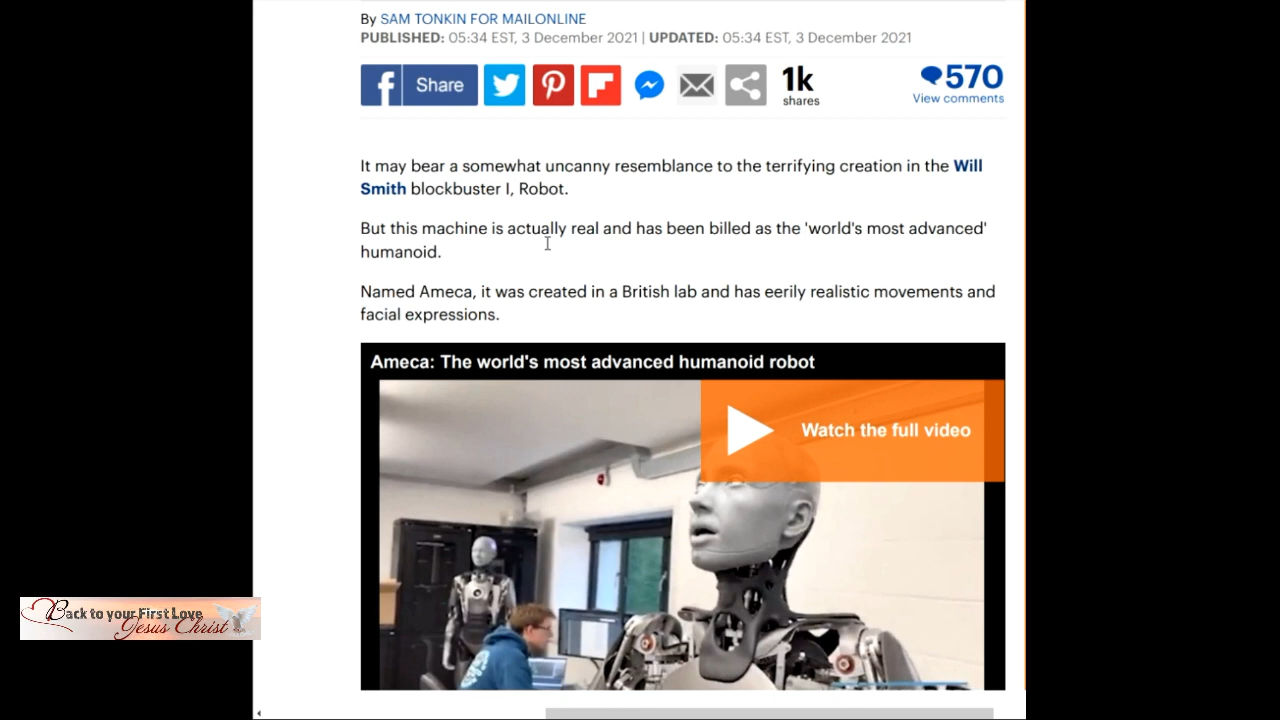 By SAM TONKIN FOR MAILONLINE
PUBLISHED: 05:34 EST, 3 December 2021 | UPDATED: 05:34 EST, 3 December 2021
f Share
1k
shares
570
View comments
It may bear a somewhat uncanny resemblance to the terrifying creation in the Will
Smith blockbuster I, Robot.
But this machine is actually real and has been billed as the 'world's most advanced'
humanoid.
Named Ameca, it was created in a British lab and has eerily realistic movements and
facial expressions.
Ameca: The world's most advanced humanoid robot
Watch the full video
Back to your First Love
Jesus Christ